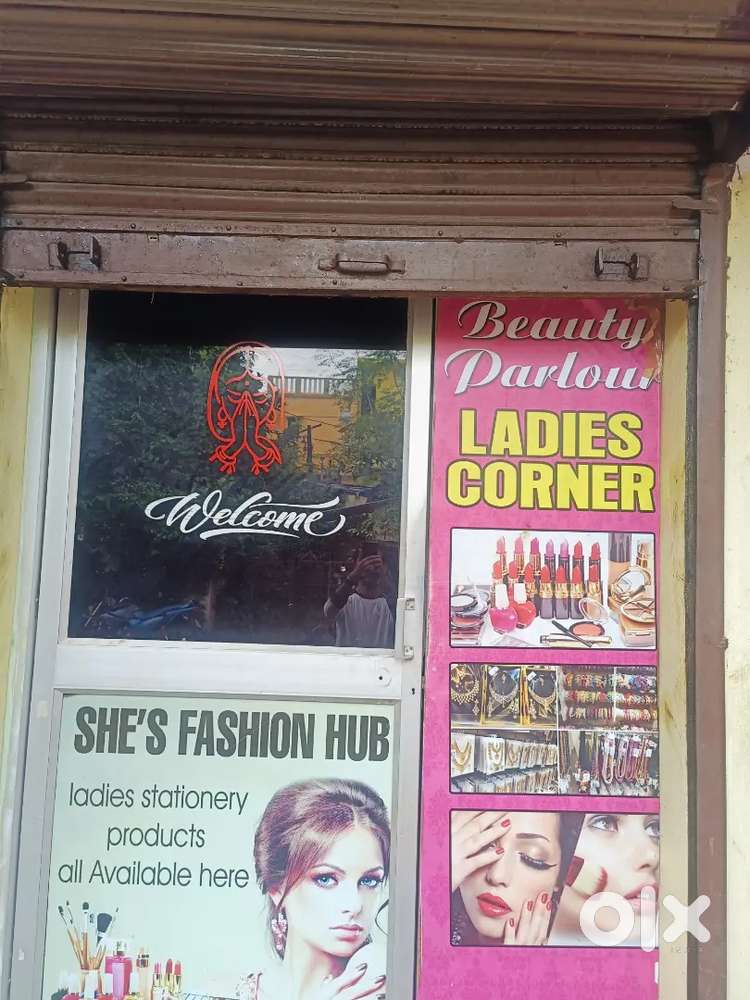 Beauty
Parlour
LADIES
CORNER
Welcome
SHE'S FASHION HUB
ladies stationery
products
all Available here
olx